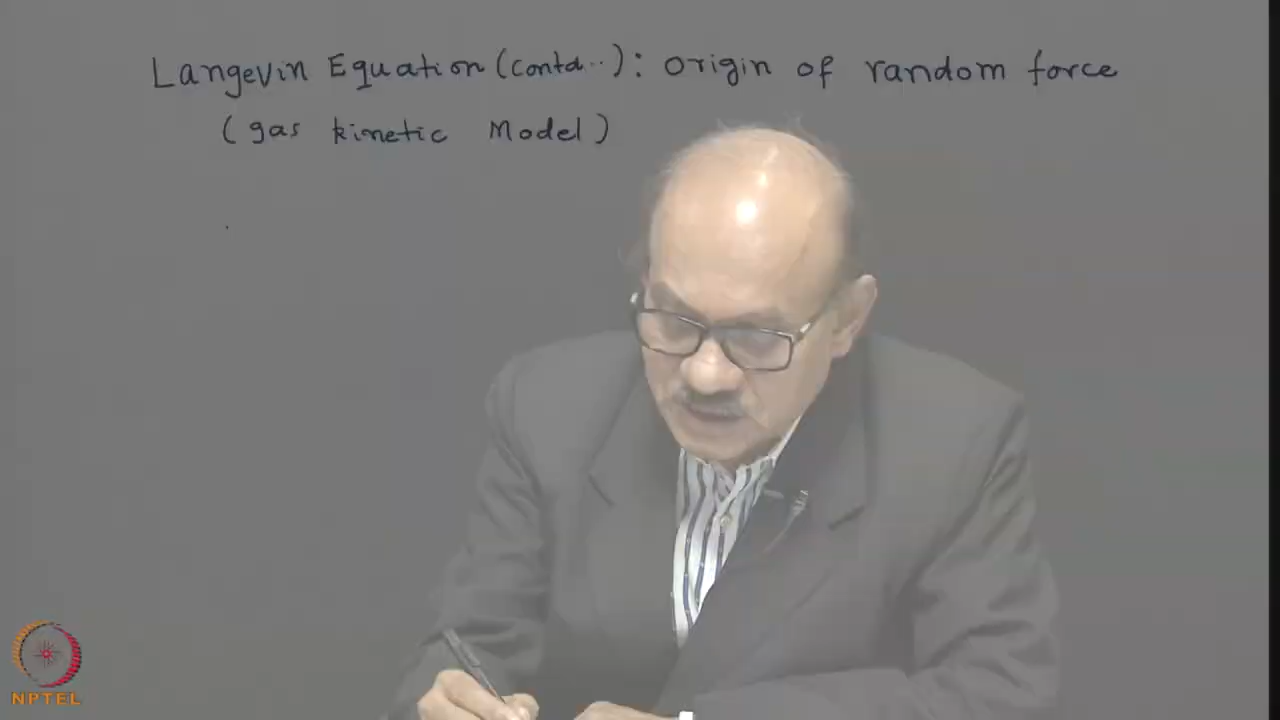 Langevin Equation (contd..): origin of random force
(gas kinetic Model)
NPTEL